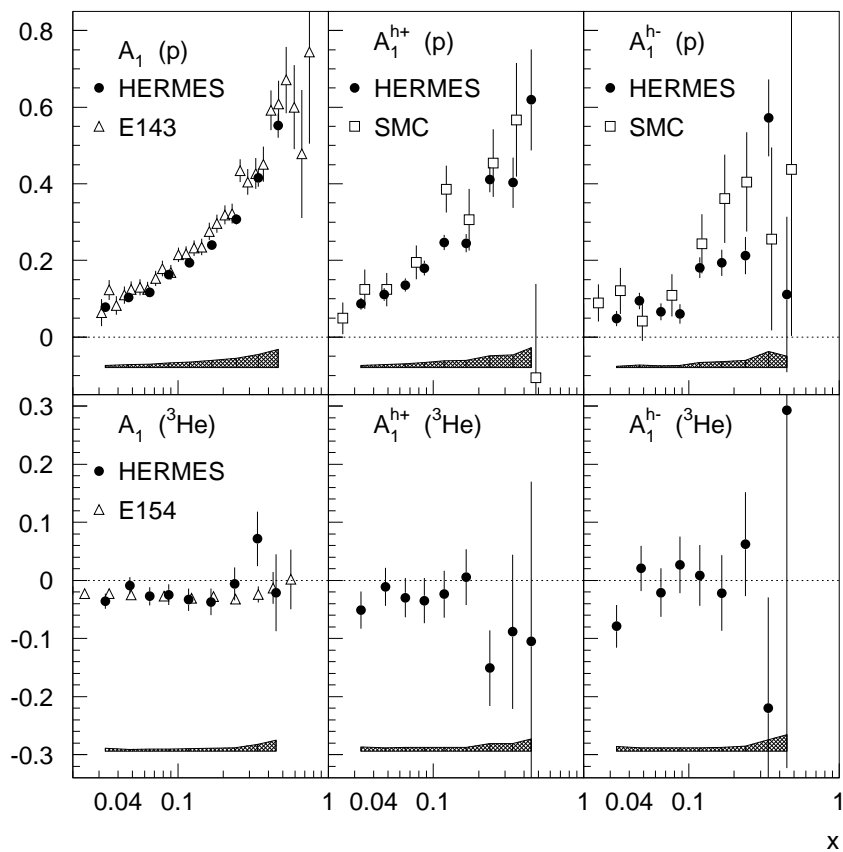 0.8
0.6
0.4
0.2
0
A₁ (p)
HERMES
E143
A₁ʰ⁺ (p)
HERMES
SMC
A₁ʰ⁻ (p)
HERMES
SMC
0.3
0.2
0.1
0
-0.1
-0.2
-0.3
A₁ (³He)
HERMES
E154
A₁ʰ⁺ (³He)
A₁ʰ⁻ (³He)
0.04 0.1 1 0.04 0.1 1 0.04 0.1 1
x